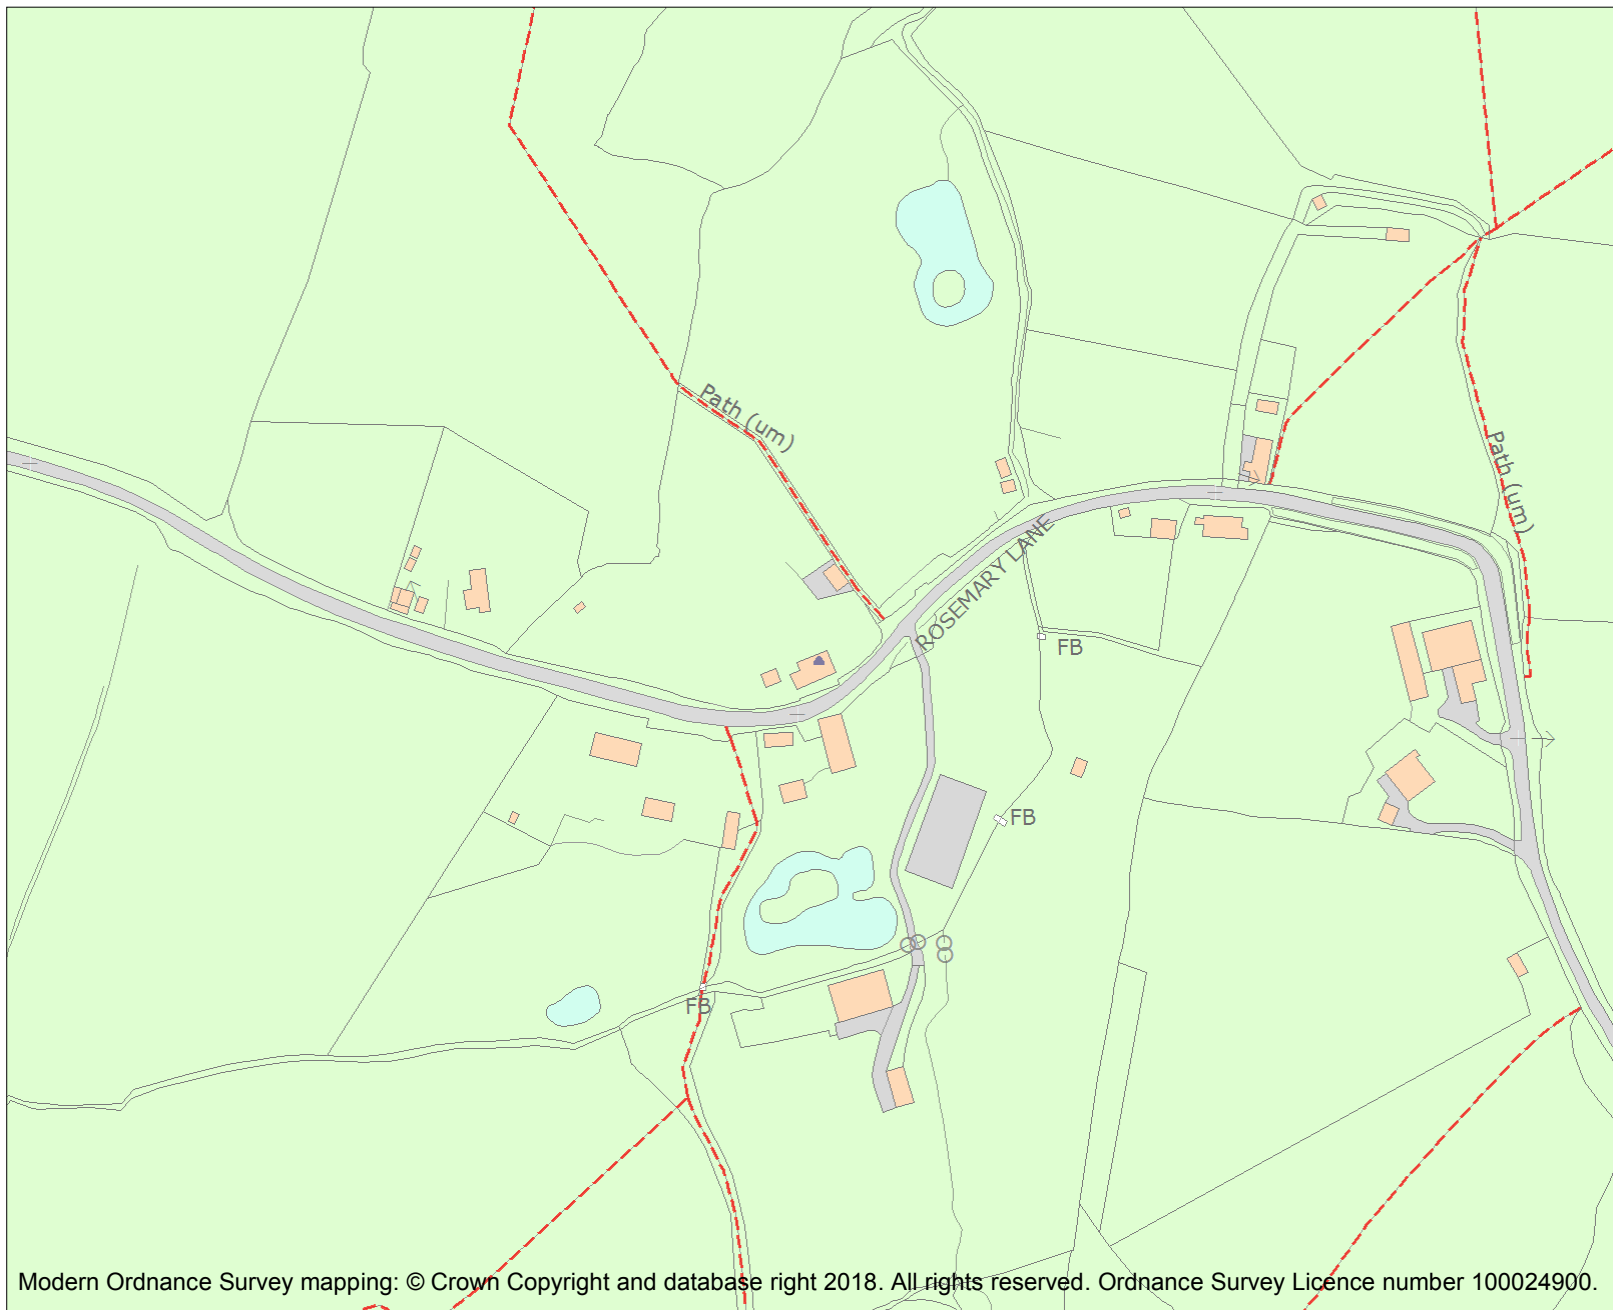 Path (um)
Path (um)
ROSEMARY LANE
FB
FB
FB
Modern Ordnance Survey mapping: © Crown Copyright and database right 2018. All rights reserved. Ordnance Survey Licence number 100024900.